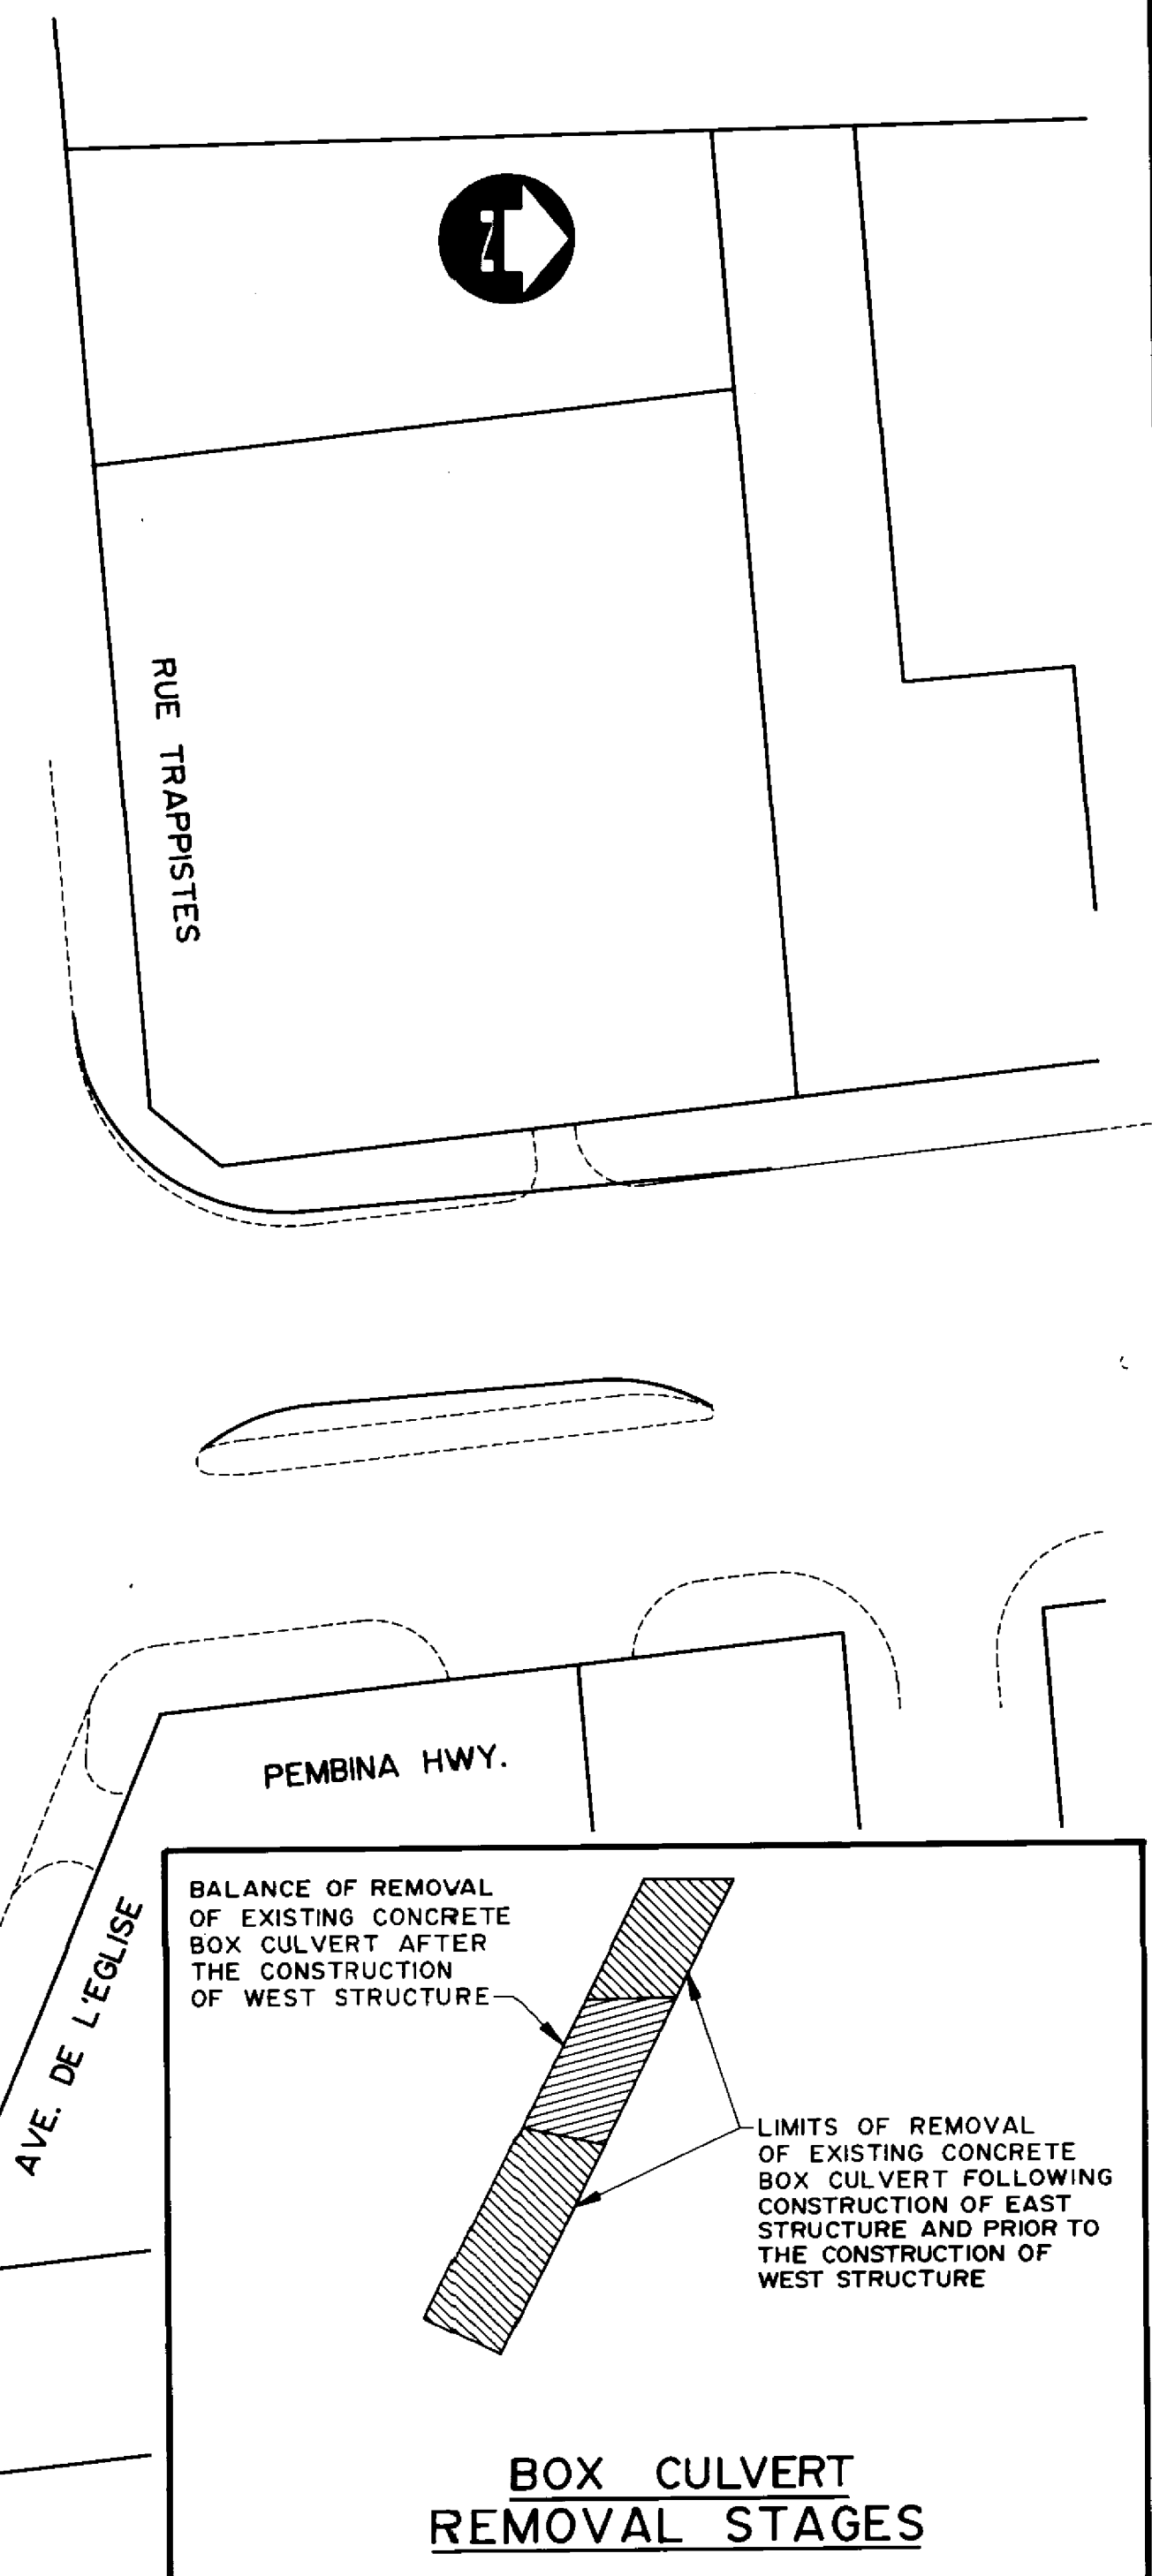 N
RUE TRAPPISTES
PEMBINA HWY.
AVE. DE L'EGLISE
BALANCE OF REMOVAL
OF EXISTING CONCRETE
BOX CULVERT AFTER
THE CONSTRUCTION
OF WEST STRUCTURE
LIMITS OF REMOVAL
OF EXISTING CONCRETE
BOX CULVERT FOLLOWING
CONSTRUCTION OF EAST
STRUCTURE AND PRIOR TO
THE CONSTRUCTION OF
WEST STRUCTURE
BOX CULVERT
REMOVAL STAGES